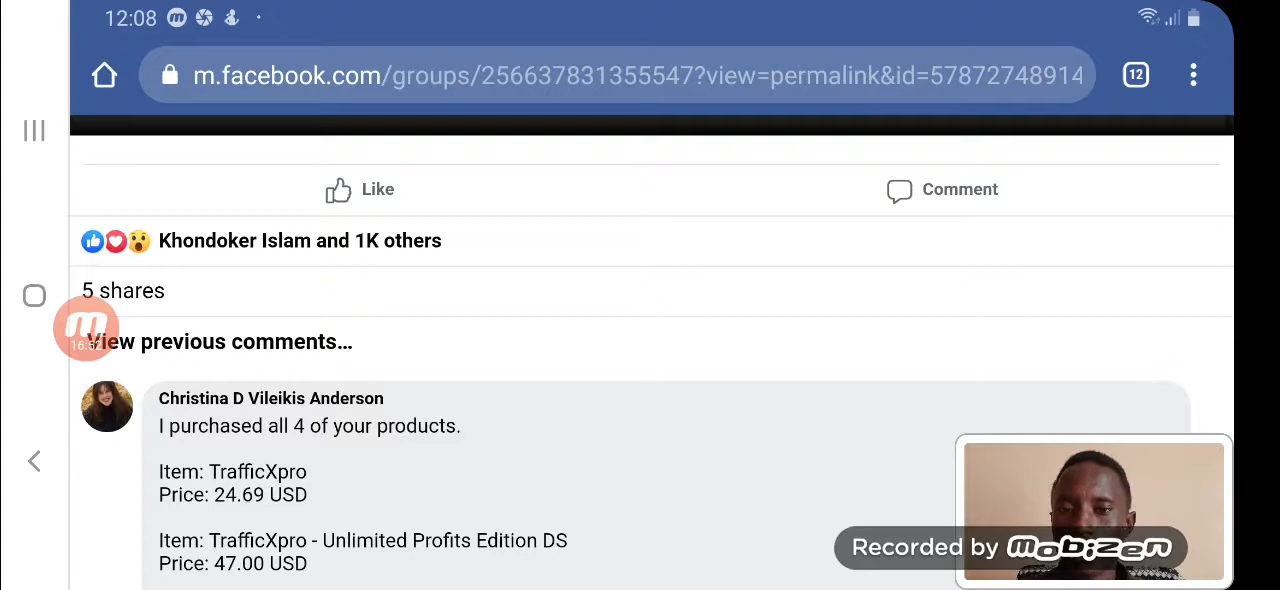 12:08
m.facebook.com/groups/256637831355547?view=permalink&id=57872748914
12
Like
Comment
Khondoker Islam and 1K others
5 shares
16:52
View previous comments...
Christina D Vileikis Anderson
I purchased all 4 of your products.
Item: TrafficXpro
Price: 24.69 USD
Item: TrafficXpro - Unlimited Profits Edition DS
Price: 47.00 USD
Recorded by mobizen